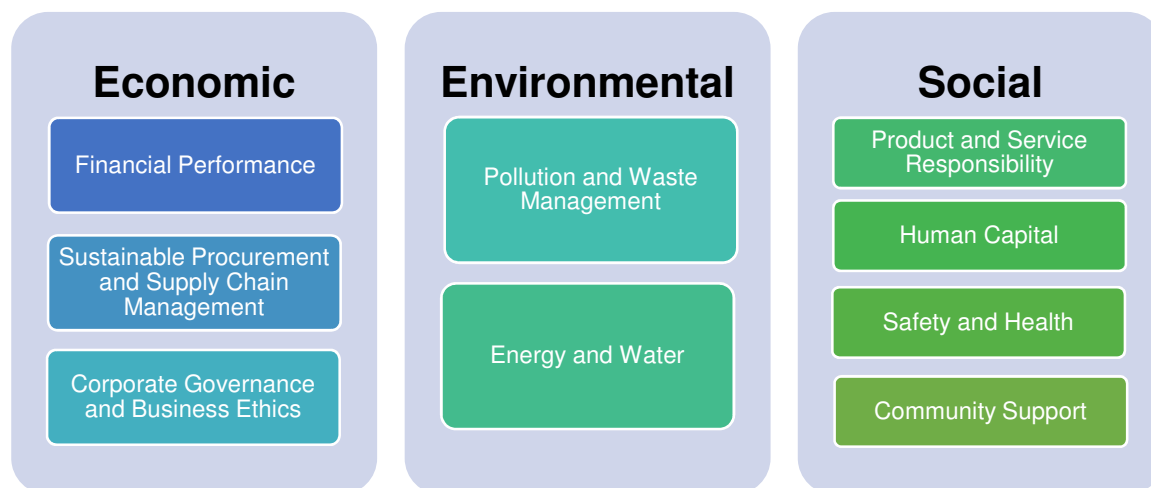 Economic
Financial Performance
Sustainable Procurement
and Supply Chain
Management
Corporate Governance
and Business Ethics
Environmental
Pollution and Waste
Management
Energy and Water
Social
Product and Service
Responsibility
Human Capital
Safety and Health
Community Support